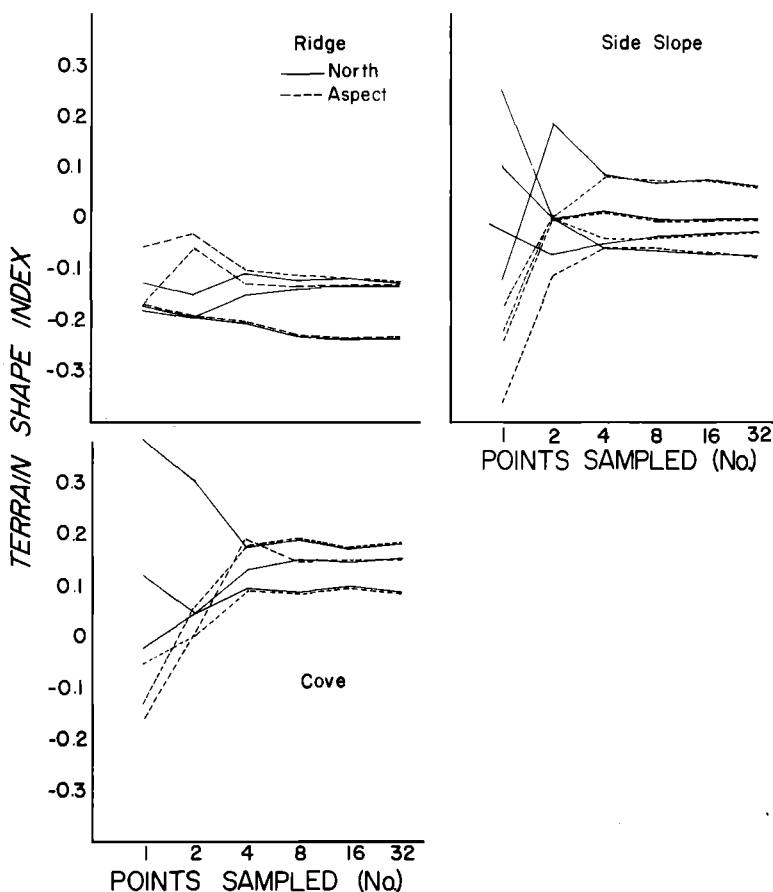 Ridge
North
Aspect
0.3
0.2
0.1
0
-0.1
-0.2
-0.3
Side Slope
1 2 4 8 16 32
POINTS SAMPLED (No.)
TERRAIN SHAPE INDEX
0.3
0.2
0.1
0
-0.1
-0.2
-0.3
Cove
1 2 4 8 16 32
POINTS SAMPLED (No.)